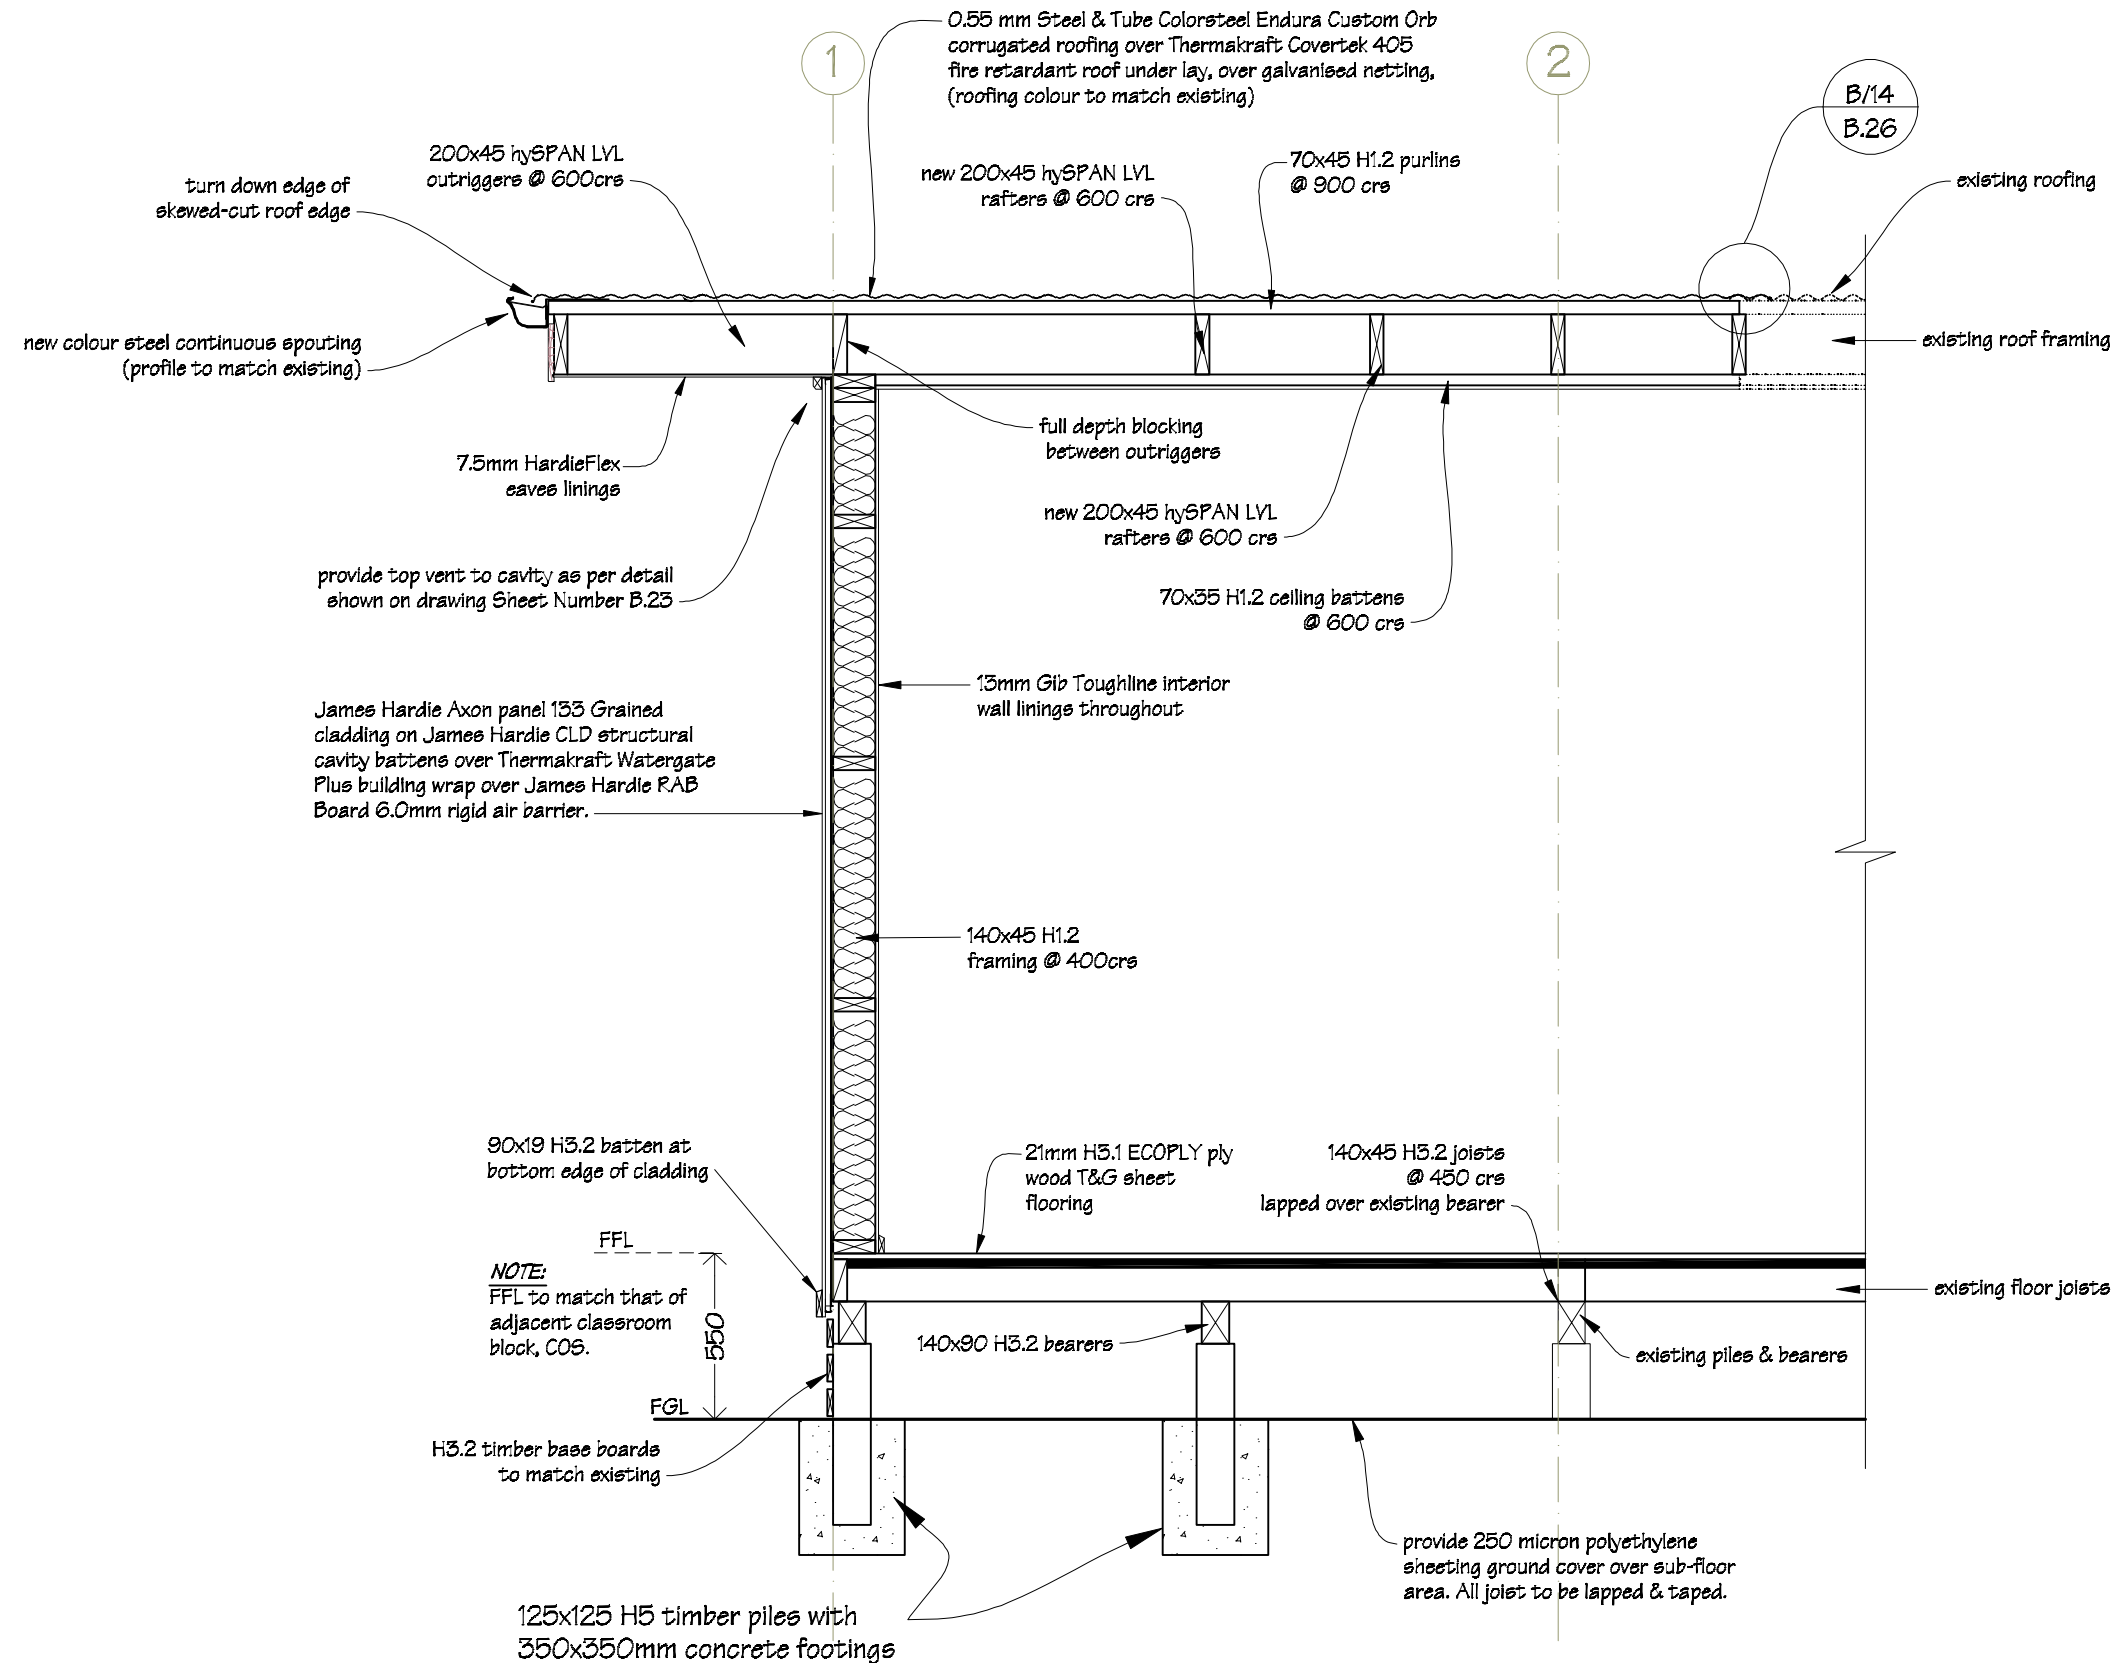 0.55 mm Steel & Tube Colorsteel Endura Custom Orb
corrugated roofing over Thermakraft Covertek 405
fire retardant roof under lay, over galvanised netting,
(roofing colour to match existing)
1
2
B/14
B.26
200x45 hySPAN LVL
outriggers @ 600crs
turn down edge of
skewed-cut roof edge
new 200x45 hySPAN LVL
rafters @ 600 crs
70x45 H1.2 purlins
@ 900 crs
existing roofing
new colour steel continuous spouting
(profile to match existing)
existing roof framing
full depth blocking
between outriggers
7.5mm HardieFlex
eaves linings
new 200x45 hySPAN LVL
rafters @ 600 crs
provide top vent to cavity as per detail
shown on drawing Sheet Number B.23
70x35 H1.2 ceiling battens
@ 600 crs
13mm Gib Toughline interior
wall linings throughout
James Hardie Axon panel 133 Grained
cladding on James Hardie CLD structural
cavity battens over Thermakraft Watergate
Plus building wrap over James Hardie RAB
Board 6.0mm rigid air barrier.
140x45 H1.2
framing @ 400crs
90x19 H3.2 batten at
bottom edge of cladding
21mm H3.1 ECOPLY ply
wood T&G sheet
flooring
140x45 H3.2 joists
@ 450 crs
lapped over existing bearer
FFL
NOTE:
FFL to match that of
adjacent classroom
block, COS.
550
existing floor joists
140x90 H3.2 bearers
existing piles & bearers
FGL
H3.2 timber base boards
to match existing
provide 250 micron polyethylene
sheeting ground cover over sub-floor
area. All joist to be lapped & taped.
125x125 H5 timber piles with
350x350mm concrete footings